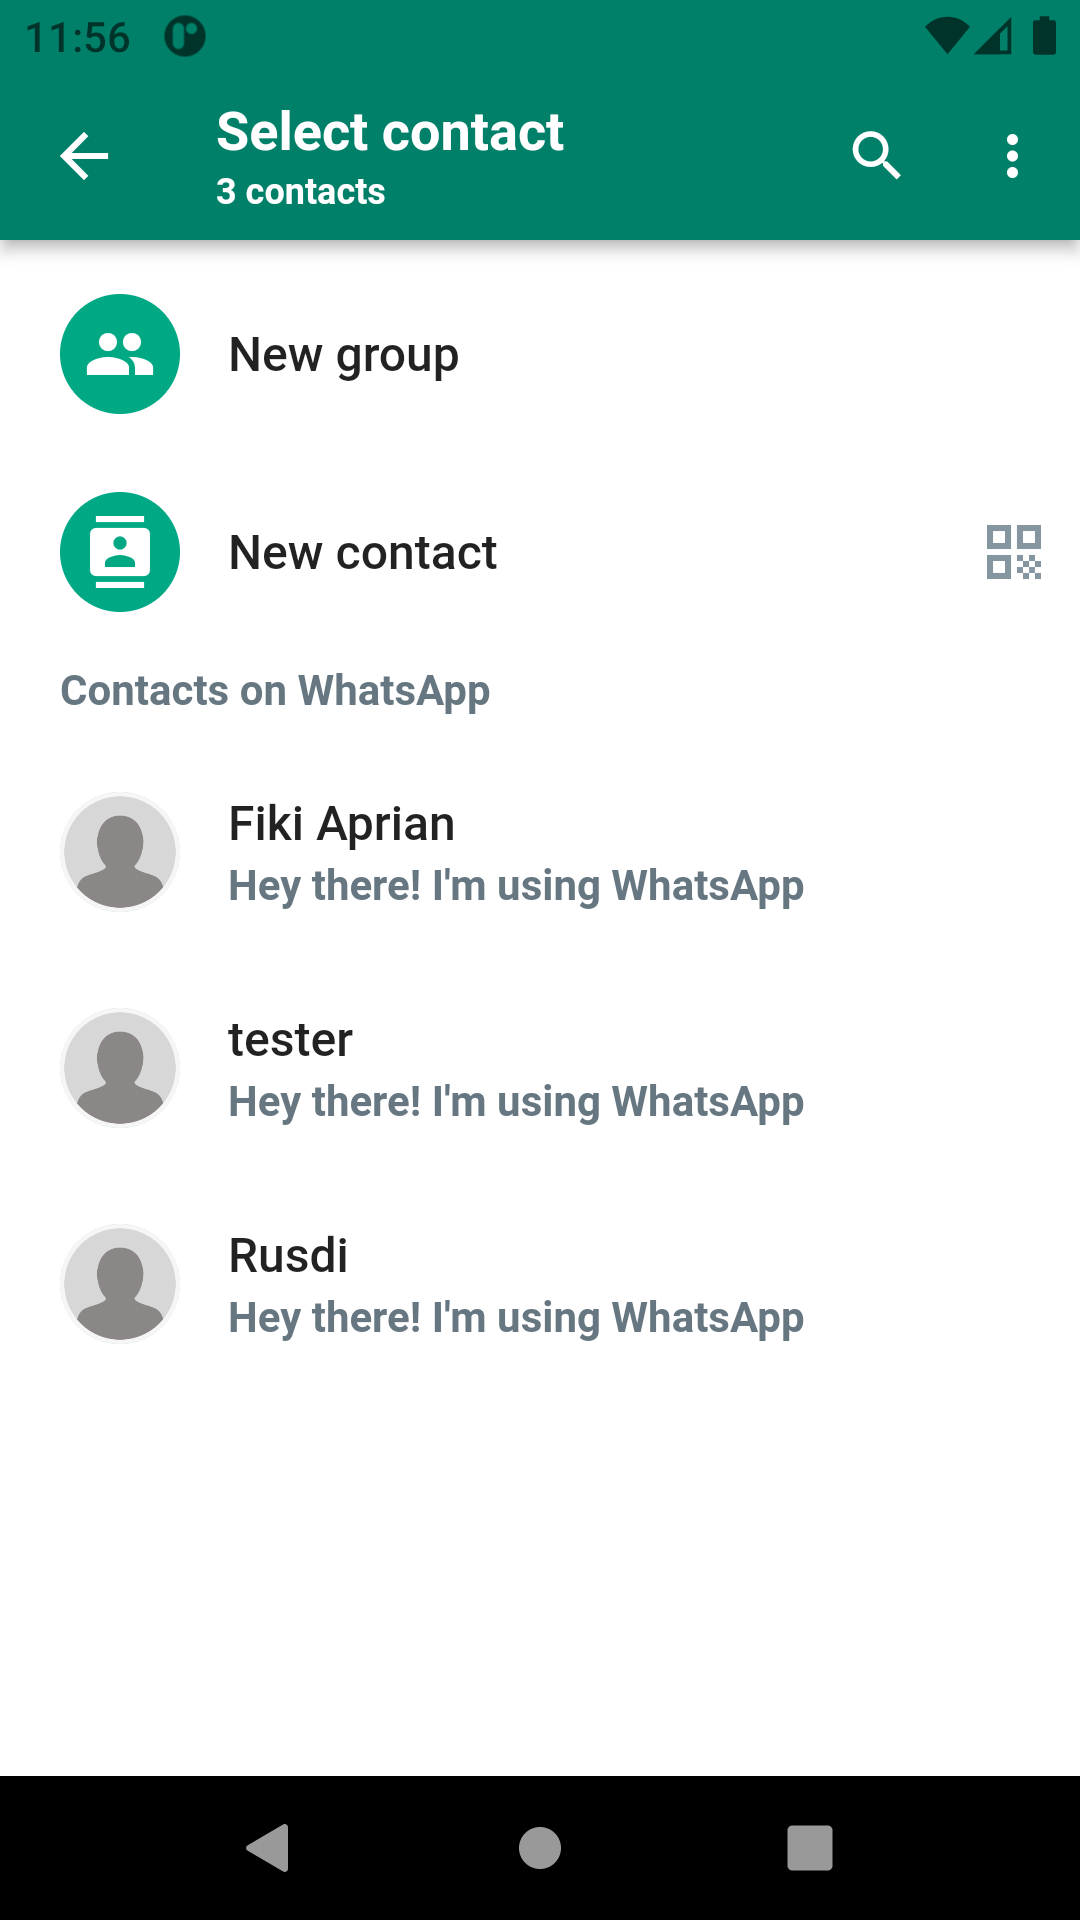 11:56
Select contact
3 contacts
New group
New contact
Contacts on WhatsApp
Fiki Aprian
Hey there! I'm using WhatsApp
tester
Hey there! I'm using WhatsApp
Rusdi
Hey there! I'm using WhatsApp